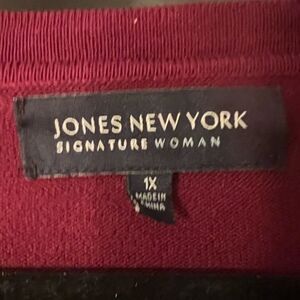 JONES NEW YORK
SIGNATURE WOMAN
1X
MADE IN
CHINA